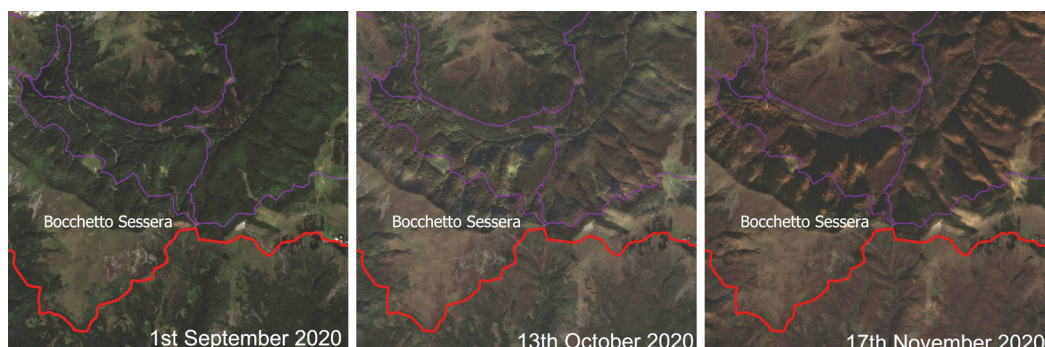 Bocchetto Sessera
1st September 2020
Bocchetto Sessera
13th October 2020
Bocchetto Sessera
17th November 2020